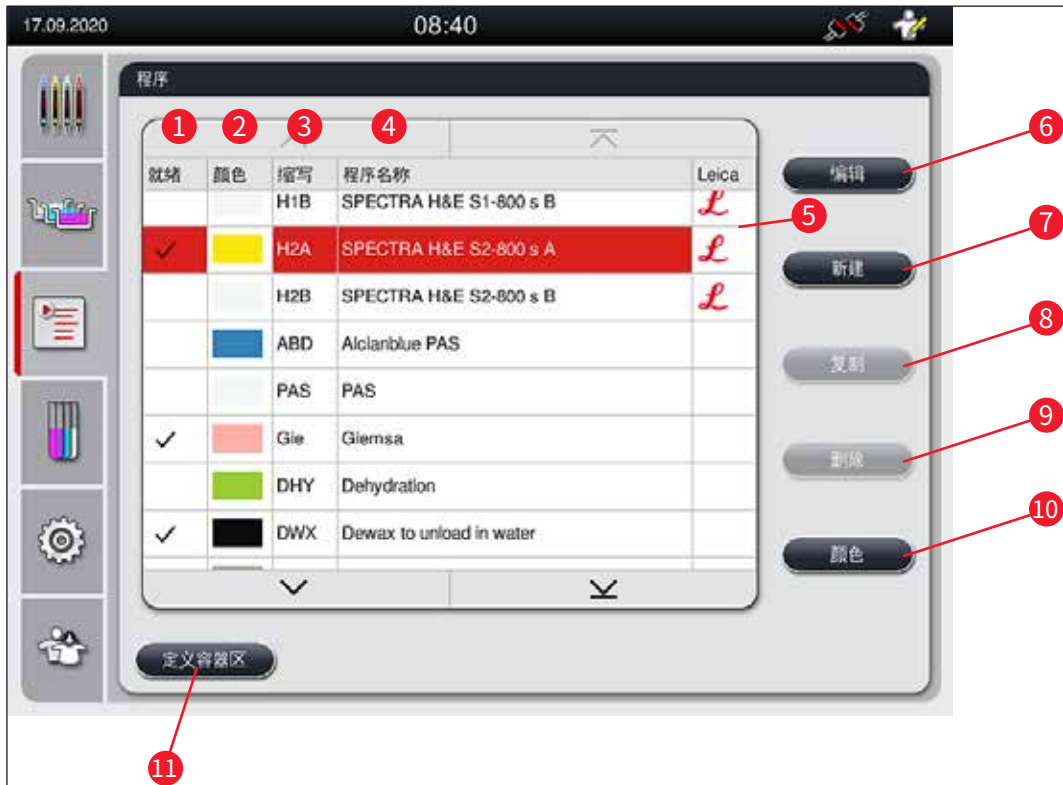 17.09.2020 08:40
程序
1 2 3 4
就绪 颜色 缩写 程序名称 Leica
H1B SPECTRA H&E S1-800 s B
5
H2A SPECTRA H&E S2-800 s A
H2B SPECTRA H&E S2-800 s B
ABD Alcianblue PAS
PAS PAS
Gie Giemsa
DHY Dehydration
DWX Dewax to unload in water
编辑 6
新建 7
复制 8
删除 9
颜色 10
定义容器区
11